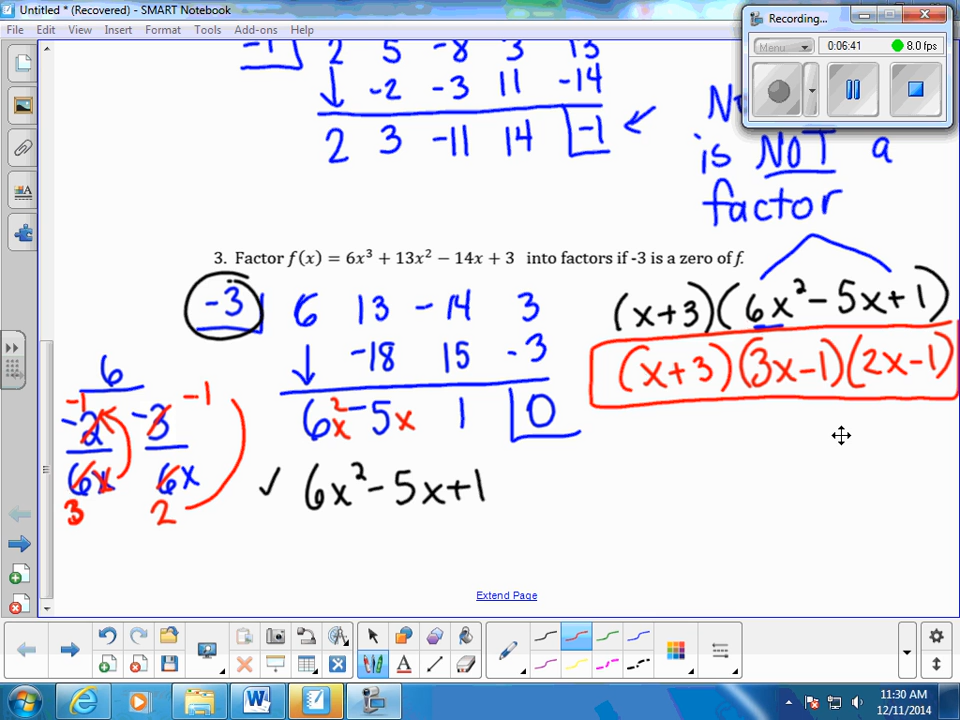 Untitled * (Recovered) - SMART Notebook
File Edit View Insert Format Tools Add-ons Help
Recording...
Menu 0:06:41 8.0 fps
-1 2 5 -8 3 13
↓ -2 -3 11 -14
2 3 -11 14 -1 ←
is NOT a
factor
3. Factor f(x) = 6x³ + 13x² − 14x + 3 into factors if -3 is a zero of f.
-3 6 13 -14 3
↓ -18 15 -3
6x² -5x 1 0
(x+3)(6x²-5x+1)
(x+3)(3x-1)(2x-1)
6
-1 -1
-2 -3
6x 6x
3 2
✓ 6x²-5x+1
Extend Page
A
W
11:30 AM
12/11/2014